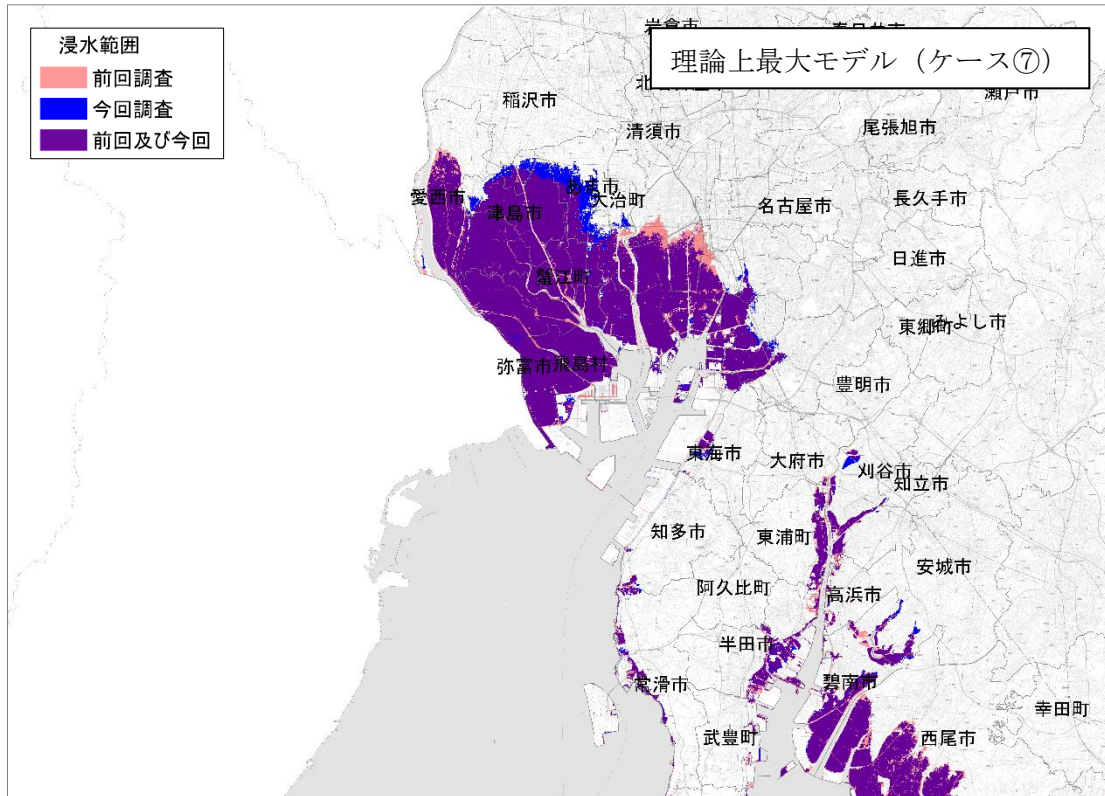 浸水範囲
前回調査
今回調査
前回及び今回
理論上最大モデル（ケース⑦）
岩倉市
稲沢市
清須市
瀬戸市
尾張旭市
愛西市
津島市
あま市
大治町
名古屋市
長久手市
日進市
蟹江町
東郷町
みよし市
弥富市
飛島村
豊明市
東海市
大府市
刈谷市
知立市
知多市
東浦町
安城市
阿久比町
高浜市
半田市
常滑市
碧南市
幸田町
武豊町
西尾市